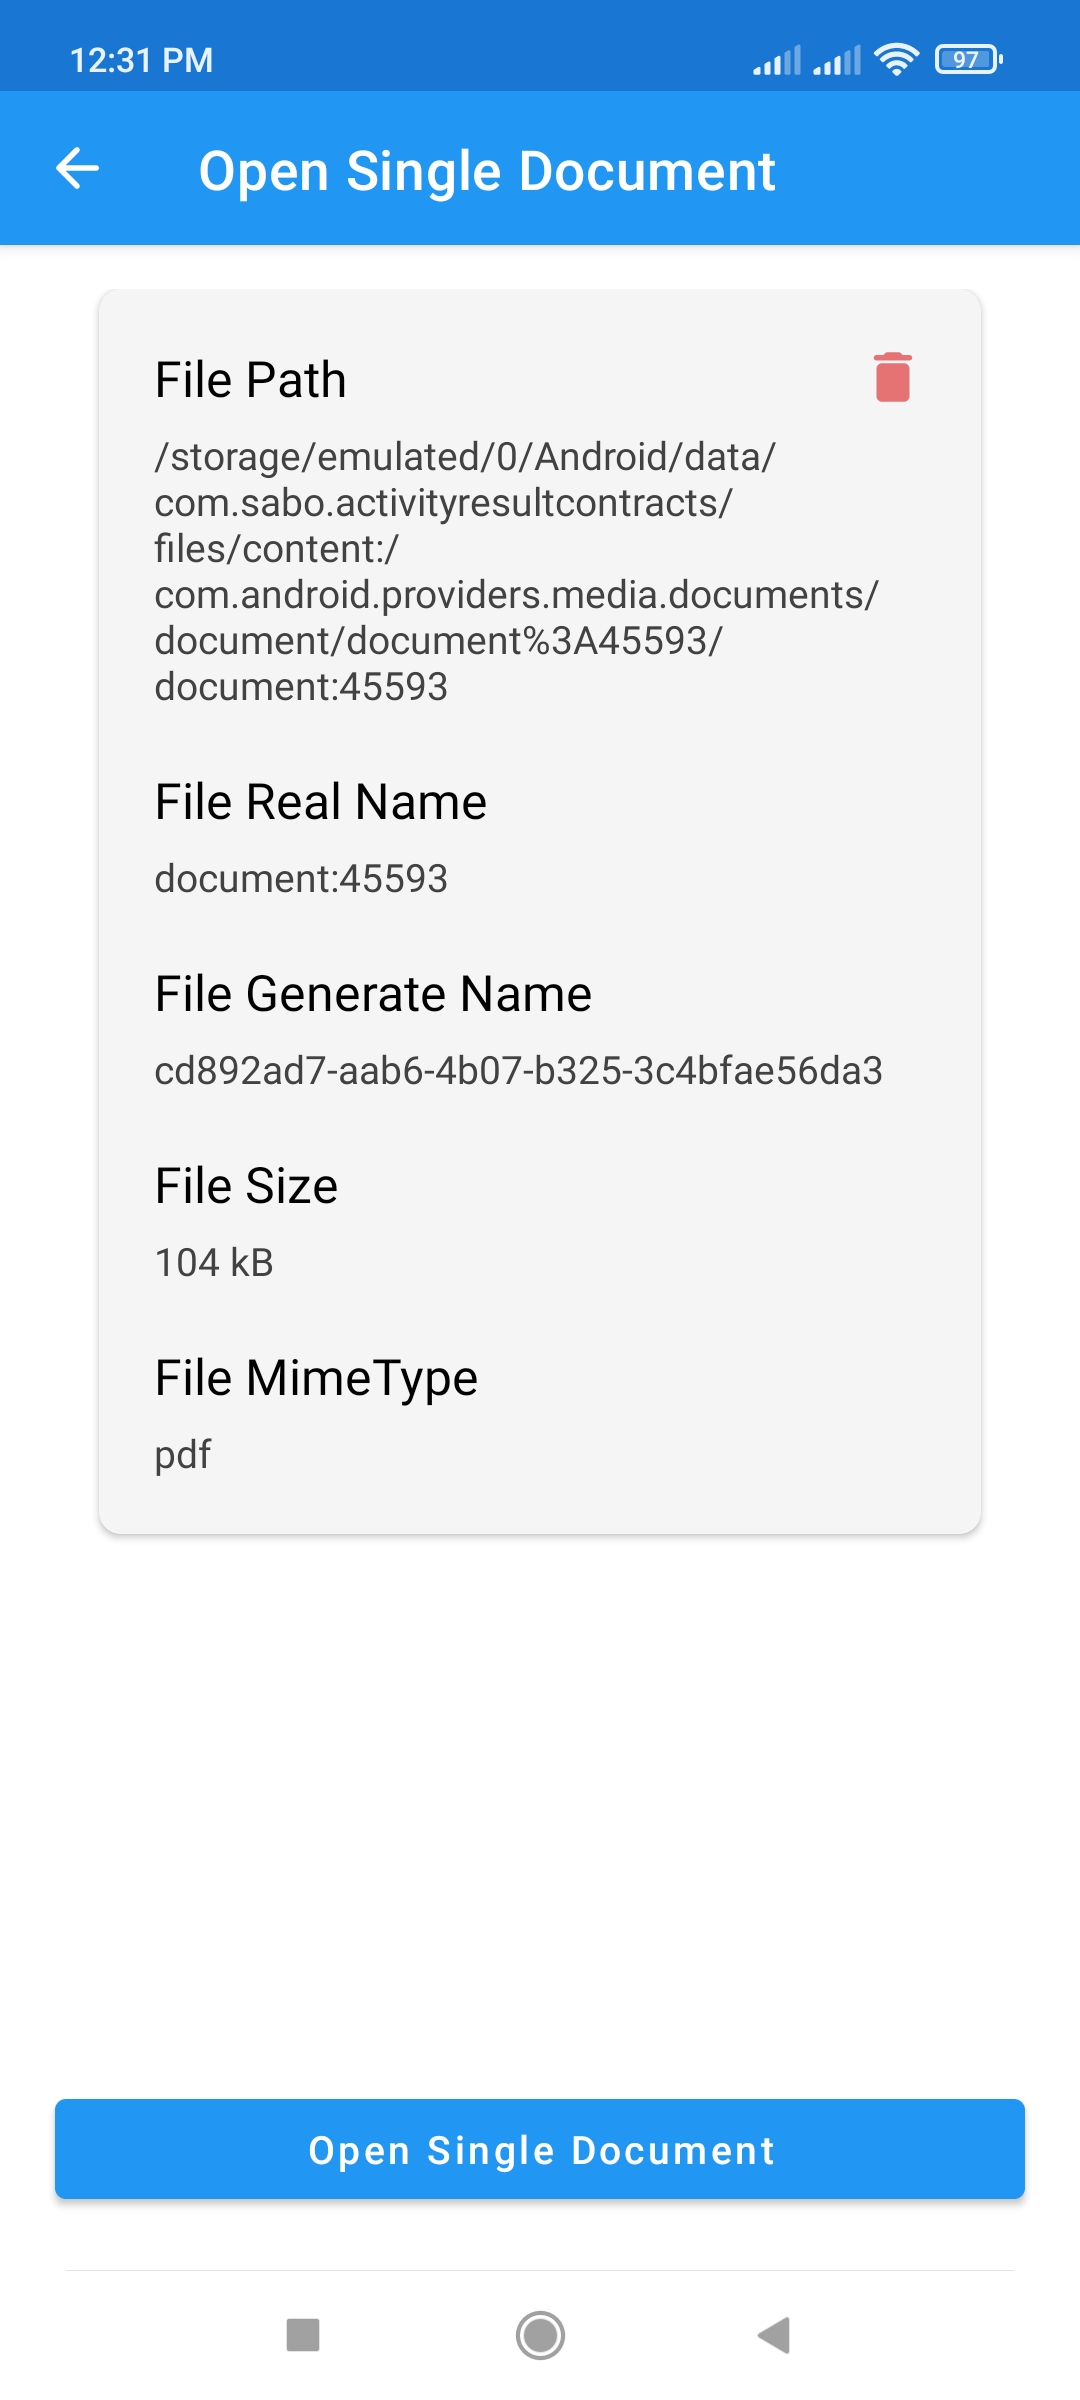 12:31 PM
97
Open Single Document
File Path
/storage/emulated/0/Android/data/
com.sabo.activityresultcontracts/
files/content:/
com.android.providers.media.documents/
document/document%3A45593/
document:45593
File Real Name
document:45593
File Generate Name
cd892ad7-aab6-4b07-b325-3c4bfae56da3
File Size
104 kB
File MimeType
pdf
Open Single Document